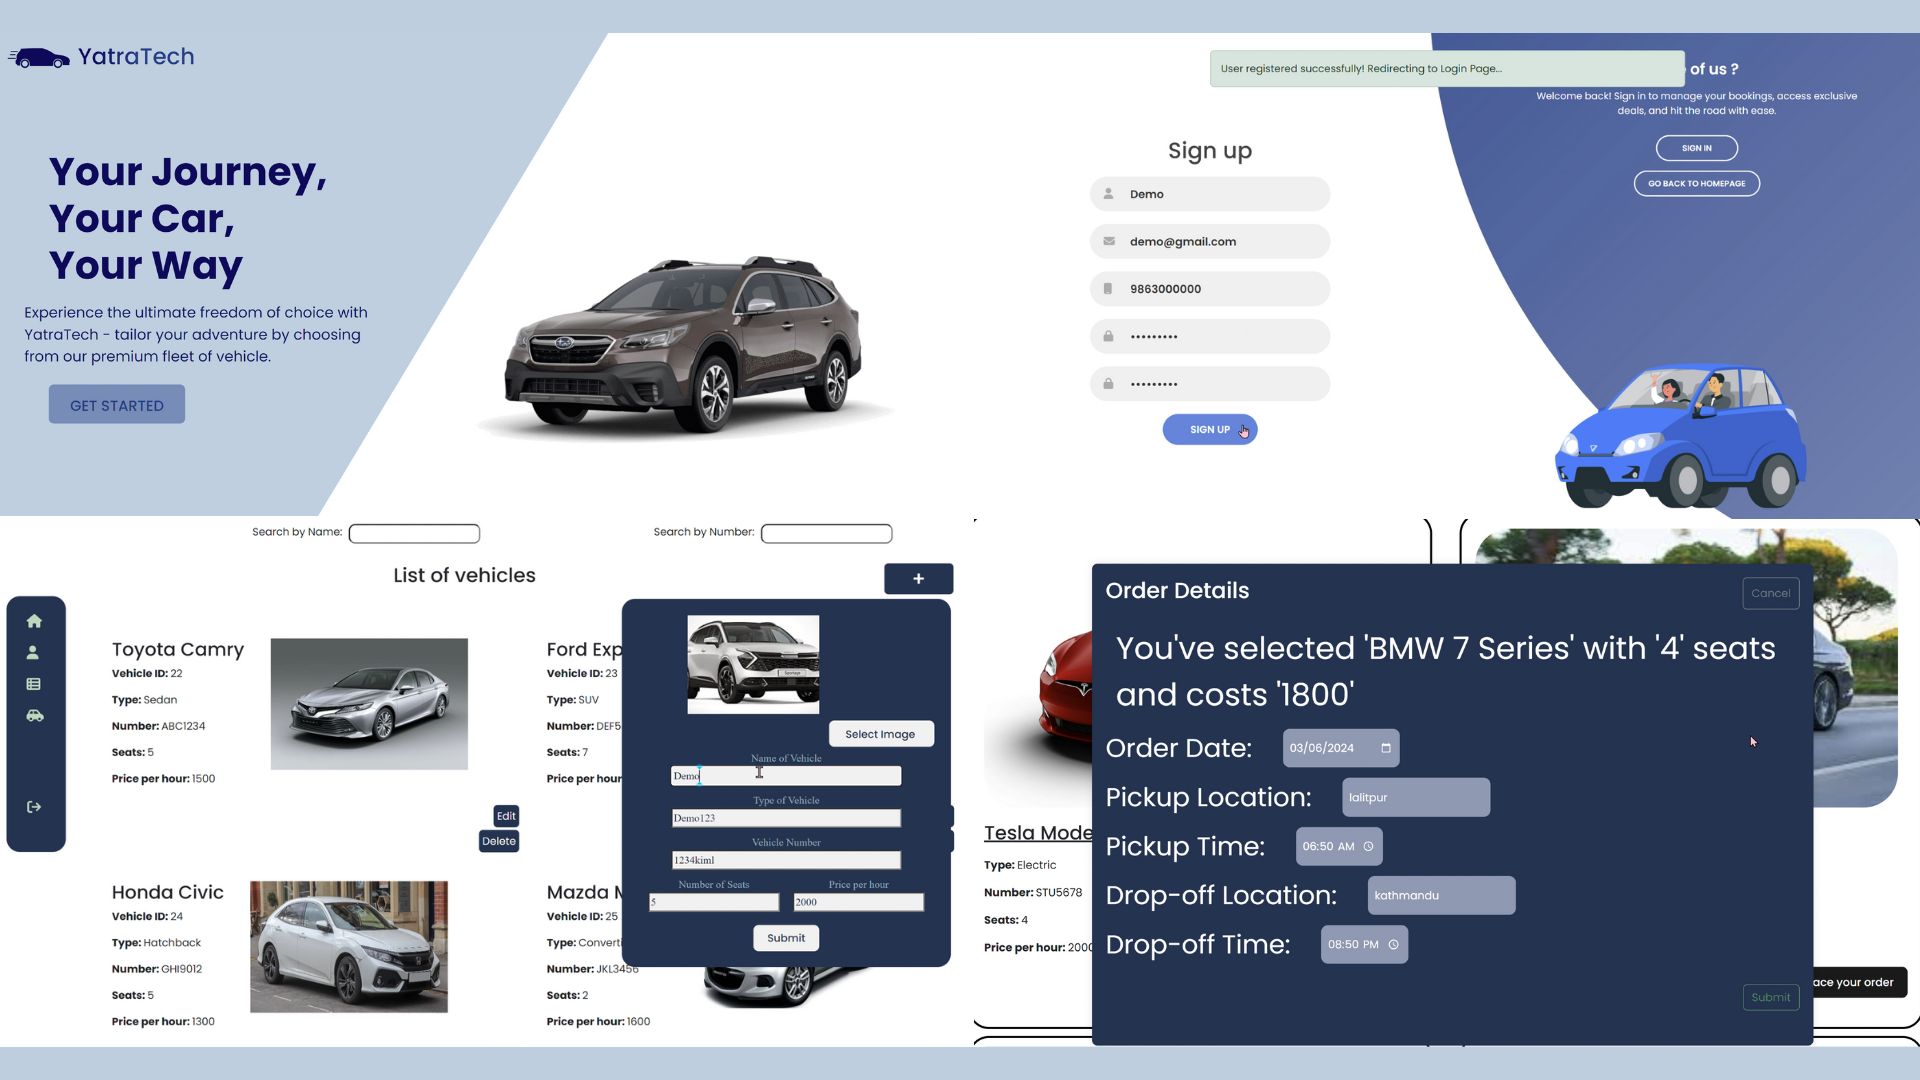 YatraTech
Your Journey,
Your Car,
Your Way
Experience the ultimate freedom of choice with
YatraTech - tailor your adventure by choosing
from our premium fleet of vehicle.
GET STARTED
User registered successfully! Redirecting to Login Page...
of us ?
Welcome back! Sign in to manage your bookings, access exclusive
deals, and hit the road with ease.
SIGN IN
GO BACK TO HOMEPAGE
Sign up
Demo
demo@gmail.com
9863000000
•••••••••
•••••••••
SIGN UP
Search by Name:
Search by Number:
List of vehicles
+
Toyota Camry
Vehicle ID: 22
Type: Sedan
Number: ABC1234
Seats: 5
Price per hour: 1500
Edit
Delete
Ford Exp
Vehicle ID: 23
Type: SUV
Number: DEF5
Seats: 7
Price per hour
Honda Civic
Vehicle ID: 24
Type: Hatchback
Number: GHI9012
Seats: 5
Price per hour: 1300
Mazda M
Vehicle ID: 25
Type: Converti
Number: JKL3456
Seats: 2
Price per hour: 1600
Sportage
Select Image
Name of Vehicle
Demo
Type of Vehicle
Demo123
Vehicle Number
1234kiml
Number of Seats
Price per hour
5
2000
Submit
Tesla Mode
Type: Electric
Number: STU5678
Seats: 4
Price per hour: 2000
Order Details
Cancel
You've selected 'BMW 7 Series' with '4' seats
and costs '1800'
Order Date: 03/06/2024
Pickup Location: lalitpur
Pickup Time: 06:50 AM
Drop-off Location: kathmandu
Drop-off Time: 08:50 PM
Submit
ace your order